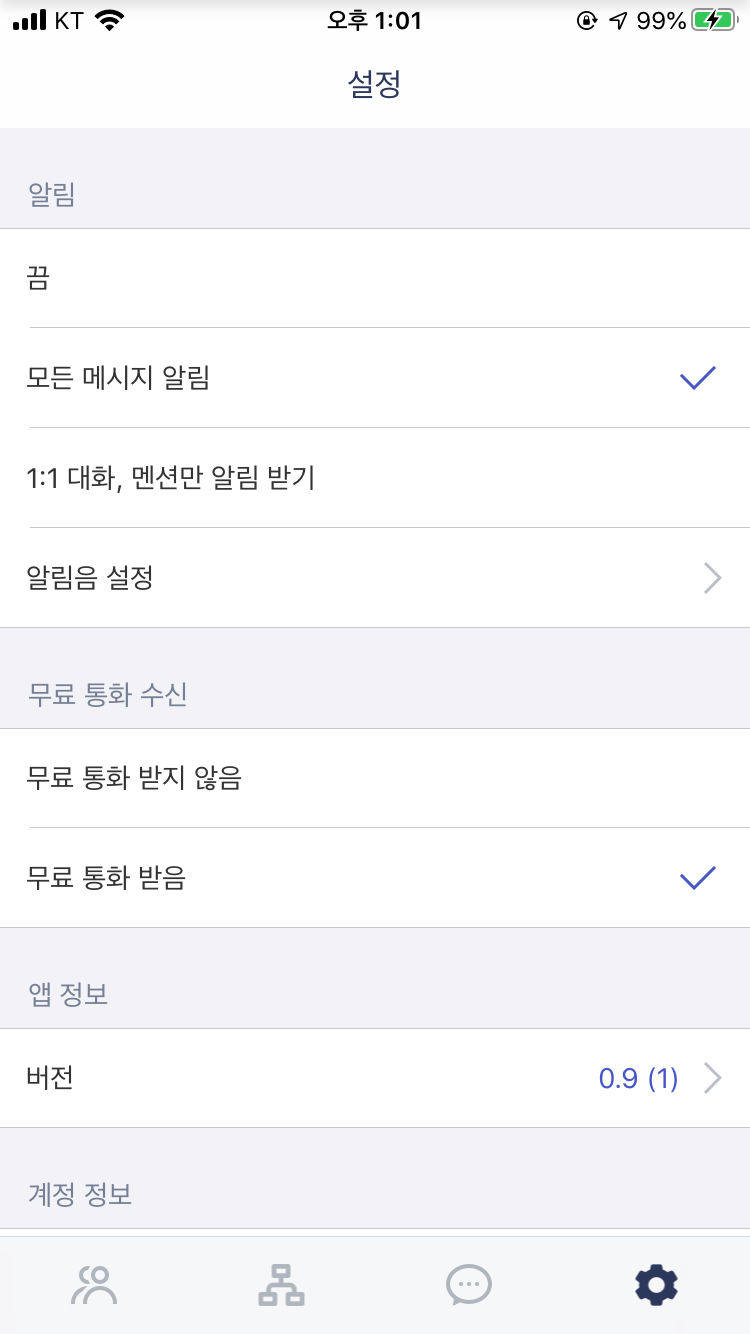 KT 오후 1:01 99%
설정
알림
끔
모든 메시지 알림
1:1 대화, 멘션만 알림 받기
알림음 설정
무료 통화 수신
무료 통화 받지 않음
무료 통화 받음
앱 정보
버전 0.9 (1)
계정 정보